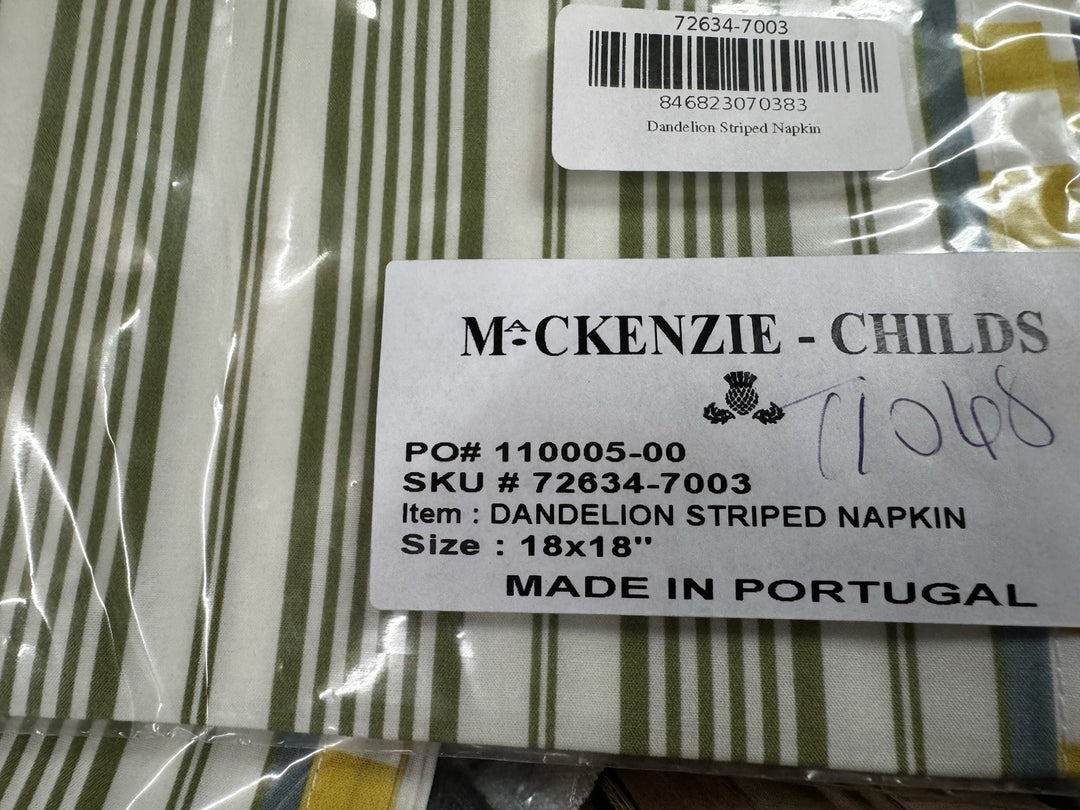 72634-7003
846823070383
Dandelion Striped Napkin
MACKENZIE - CHILDS
71048
PO# 110005-00
SKU # 72634-7003
Item : DANDELION STRIPED NAPKIN
Size : 18x18"
MADE IN PORTUGAL